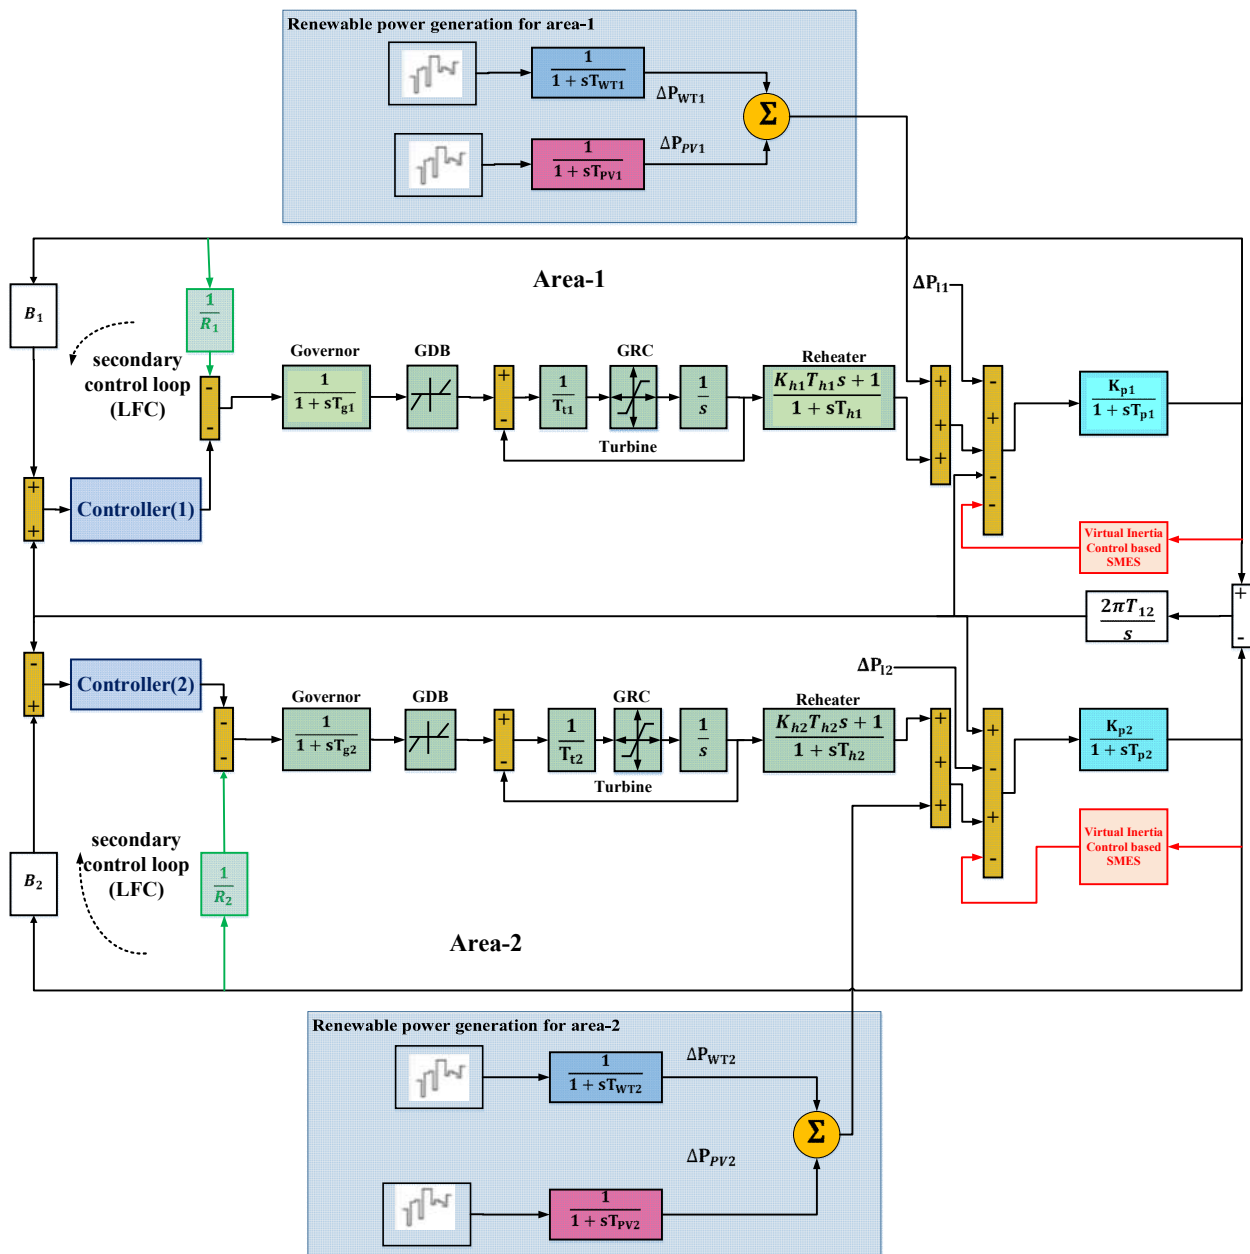 Renewable power generation for area-1
1
1 + sT_WT1
ΔP_WT1
Σ
1
1 + sT_PV1
ΔP_PV1
Area-1
ΔP_l1
B_1
1
R_1
secondary
control loop
(LFC)
-
-
Governor
1
1 + sT_g1
GDB
+
-
1
T_t1
GRC
1
s
Turbine
Reheater
K_h1T_h1s + 1
1 + sT_h1
+
+
+
-
+
-
-
K_p1
1 + sT_p1
+
+
Controller(1)
Virtual Inertia
Control based
SMES
2πT_12
s
+
-
-
+
Controller(2)
-
-
Governor
1
1 + sT_g2
GDB
+
-
1
T_t2
GRC
1
s
Turbine
Reheater
K_h2T_h2s + 1
1 + sT_h2
ΔP_l2
+
+
+
+
-
+
-
K_p2
1 + sT_p2
Virtual Inertia
Control based
SMES
B_2
secondary
control loop
(LFC)
1
R_2
Area-2
Renewable power generation for area-2
1
1 + sT_WT2
ΔP_WT2
Σ
ΔP_PV2
1
1 + sT_PV2